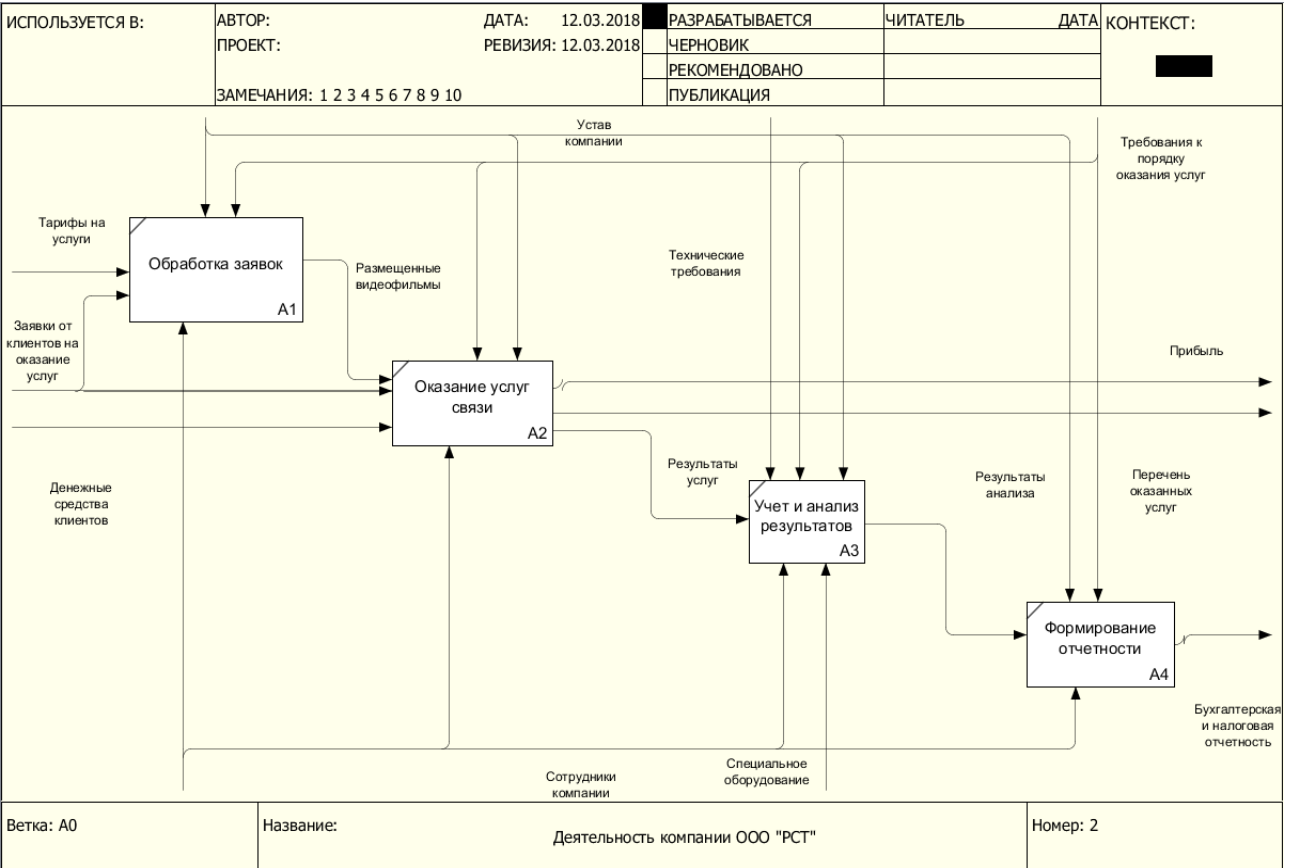 ИСПОЛЬЗУЕТСЯ В:
АВТОР:
ДАТА: 12.03.2018
РАЗРАБАТЫВАЕТСЯ
ЧИТАТЕЛЬ
ДАТА
КОНТЕКСТ:
ПРОЕКТ:
РЕВИЗИЯ: 12.03.2018
ЧЕРНОВИК
РЕКОМЕНДОВАНО
ЗАМЕЧАНИЯ: 1 2 3 4 5 6 7 8 9 10
ПУБЛИКАЦИЯ
Устав
компании
Требования к
порядку
оказания услуг
Тарифы на
услуги
Обработка заявок
A1
Размещенные
видеофильмы
Технические
требования
Заявки от
клиентов на
оказание
услуг
Прибыль
Оказание услуг
связи
A2
Результаты
услуг
Результаты
анализа
Перечень
оказанных
услуг
Денежные
средства
клиентов
Учет и анализ
результатов
A3
Формирование
отчетности
A4
Бухгалтерская
и налоговая
отчетность
Специальное
оборудование
Сотрудники
компании
Ветка: A0
Название:
Деятельность компании ООО "РСТ"
Номер: 2